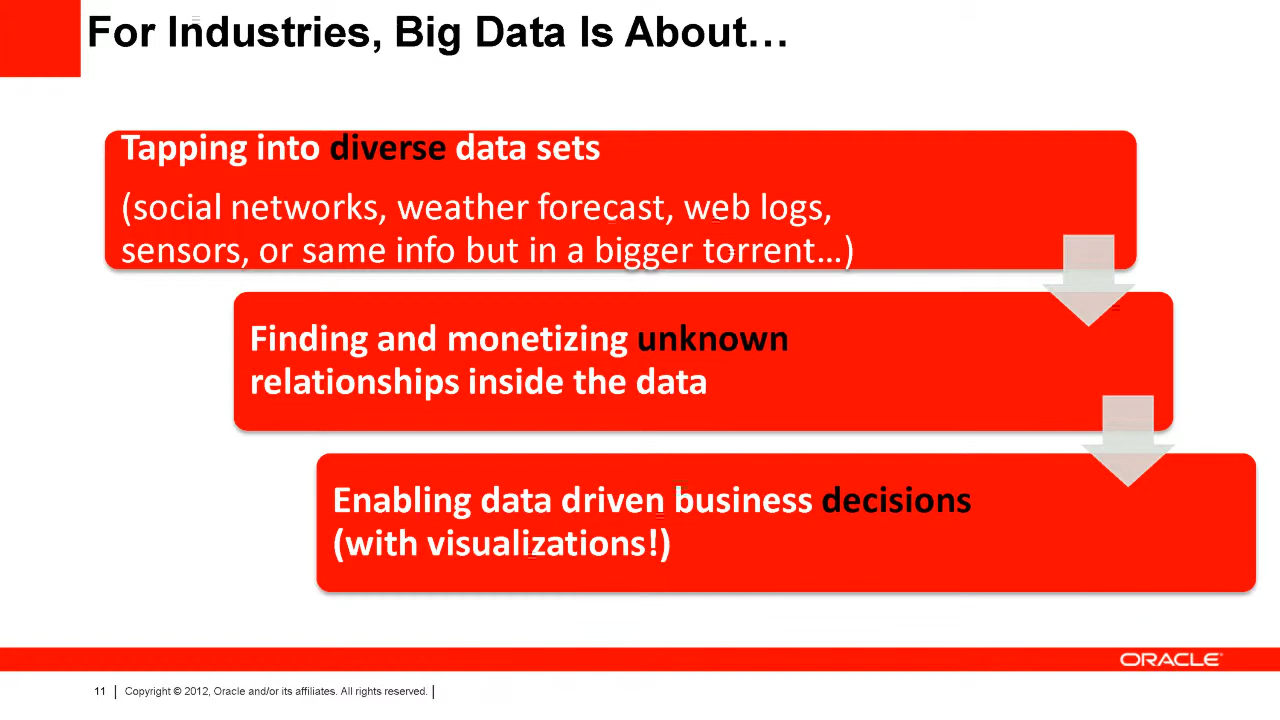 For Industries, Big Data Is About…
Tapping into diverse data sets
(social networks, weather forecast, web logs,
sensors, or same info but in a bigger torrent…)
Finding and monetizing unknown
relationships inside the data
Enabling data driven business decisions
(with visualizations!)
ORACLE®
11 | Copyright © 2012, Oracle and/or its affiliates. All rights reserved. |